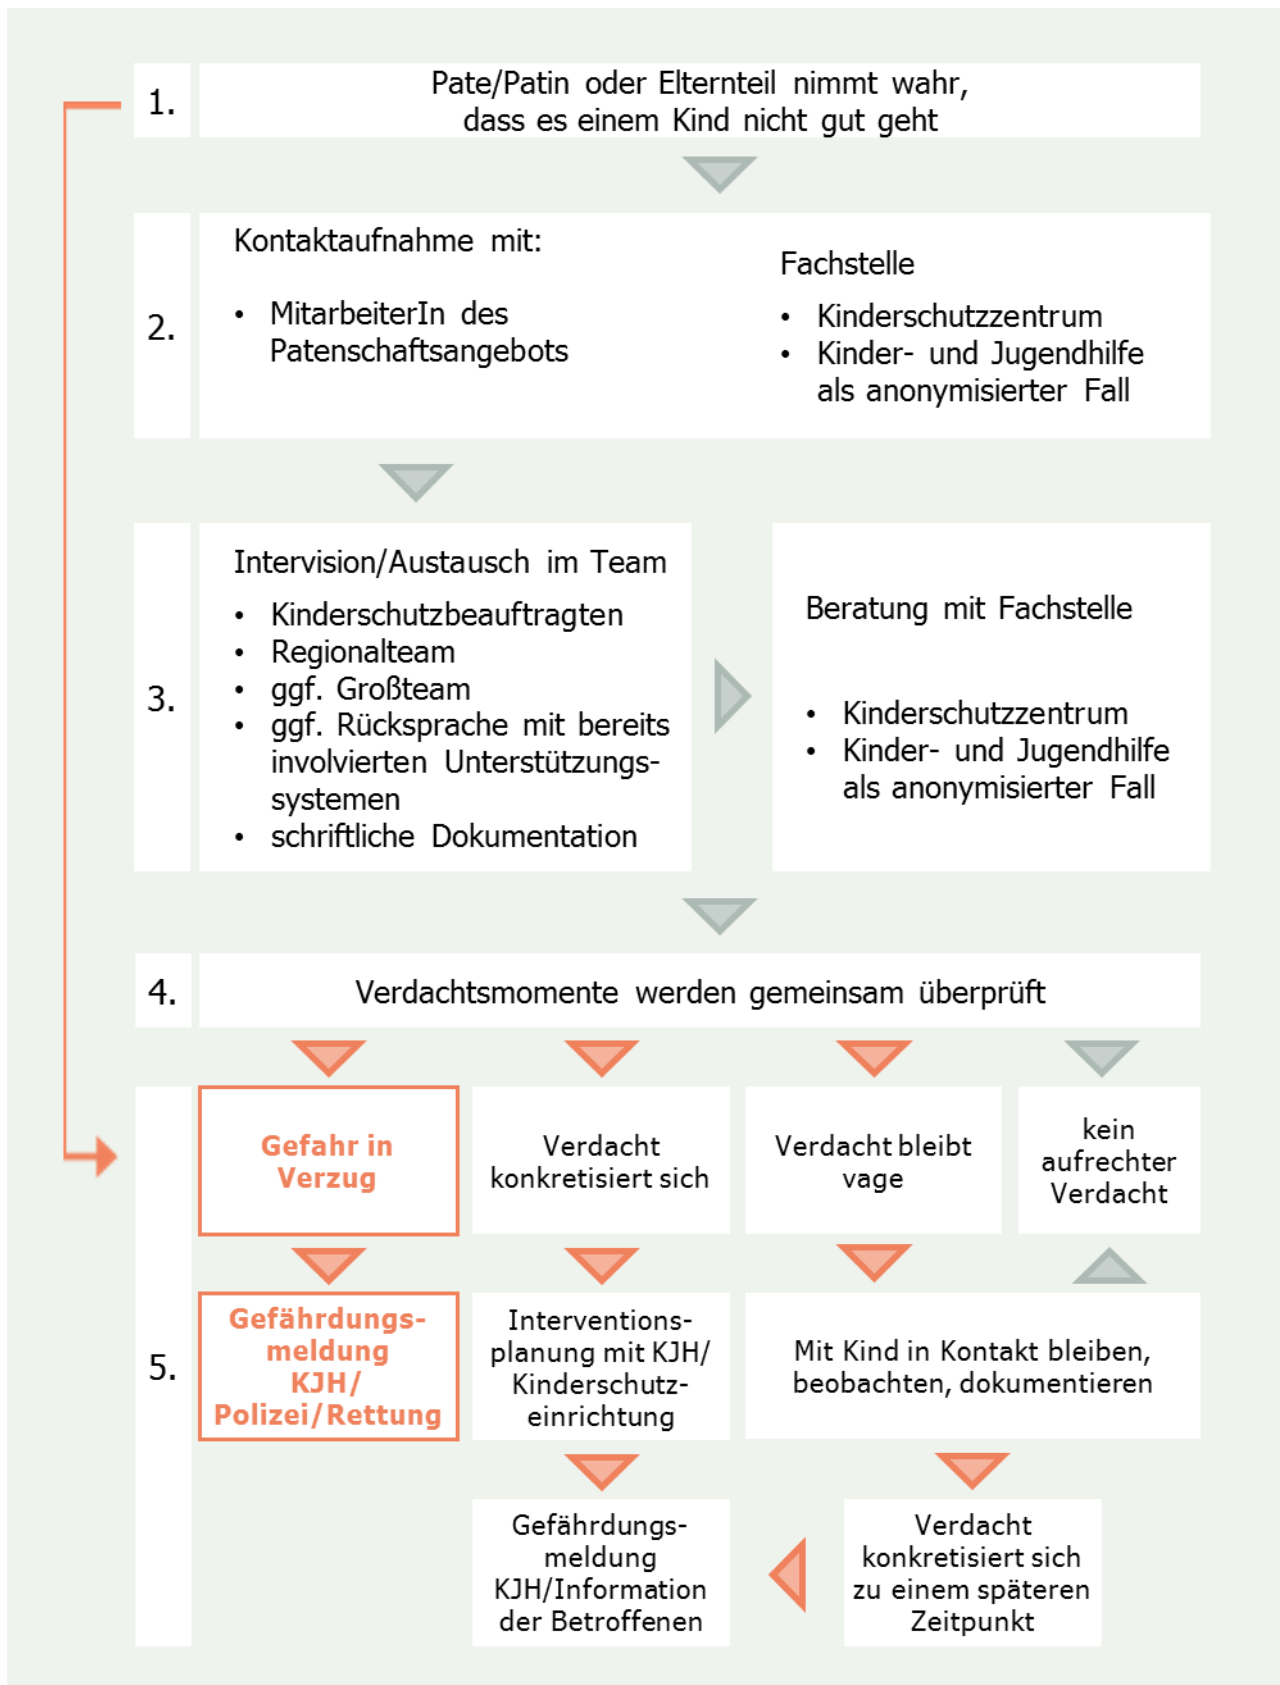 1.
Pate/Patin oder Elternteil nimmt wahr,
dass es einem Kind nicht gut geht
2.
Kontaktaufnahme mit:
• MitarbeiterIn des
Patenschaftsangebots
Fachstelle
• Kinderschutzzentrum
• Kinder- und Jugendhilfe
als anonymisierter Fall
3.
Intervision/Austausch im Team
• Kinderschutzbeauftragten
• Regionalteam
• ggf. Großteam
• ggf. Rücksprache mit bereits
involvierten Unterstützungs-
systemen
• schriftliche Dokumentation
Beratung mit Fachstelle
• Kinderschutzzentrum
• Kinder- und Jugendhilfe
als anonymisierter Fall
4.
Verdachtsmomente werden gemeinsam überprüft
5.
Gefahr in
Verzug
Verdacht
konkretisiert sich
Verdacht bleibt
vage
kein
aufrechter
Verdacht
Gefährdungs-
meldung
KJH/
Polizei/Rettung
Interventions-
planung mit KJH/
Kinderschutz-
einrichtung
Mit Kind in Kontakt bleiben,
beobachten, dokumentieren
Gefährdungs-
meldung
KJH/Information
der Betroffenen
Verdacht
konkretisiert sich
zu einem späteren
Zeitpunkt